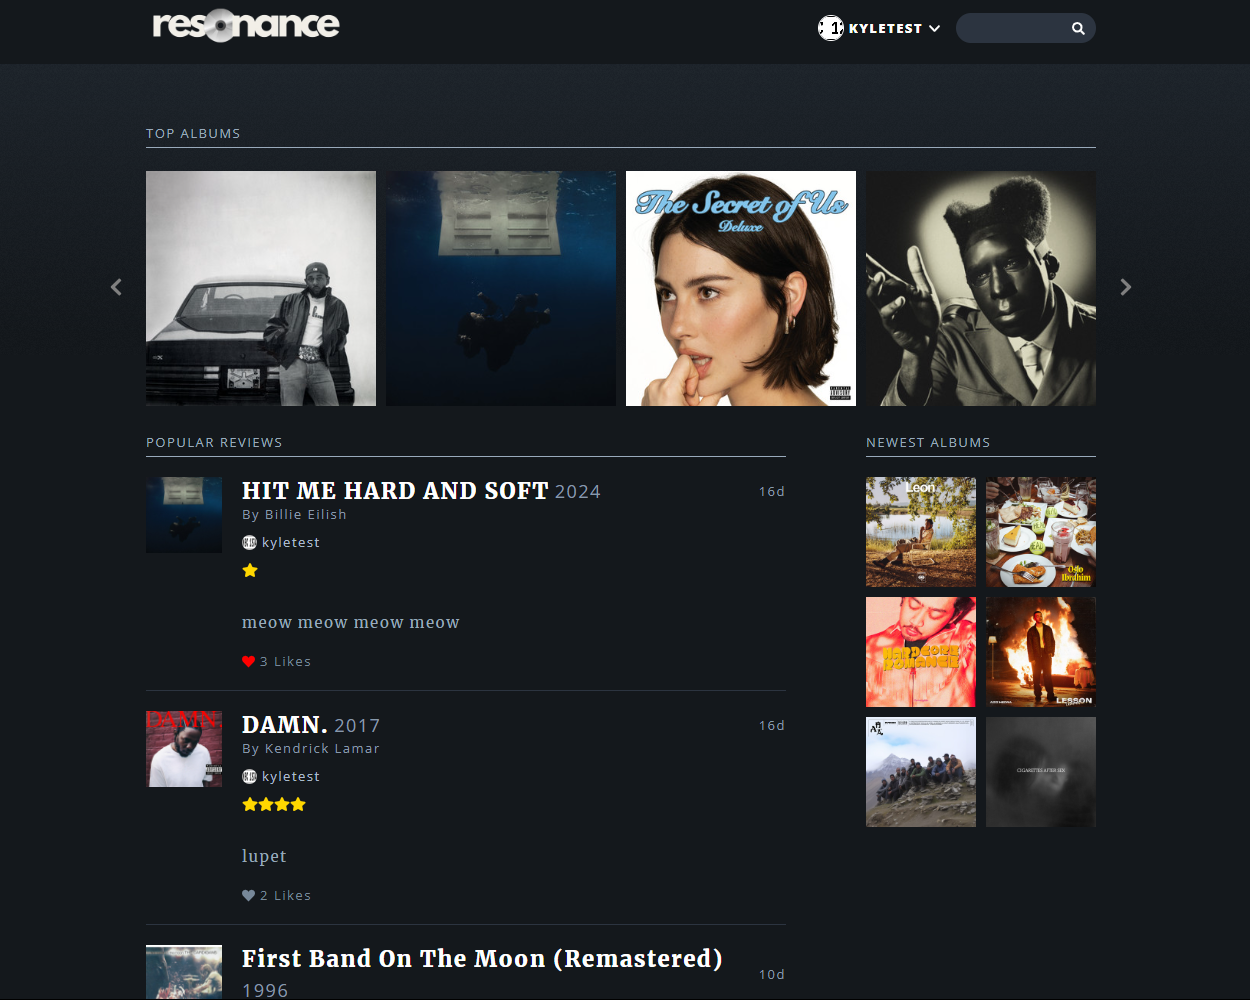 resonance
KYLETEST
TOP ALBUMS
The Secret of Us
Deluxe
POPULAR REVIEWS
HIT ME HARD AND SOFT 2024
16d
By Billie Eilish
kyletest
meow meow meow meow
3 Likes
DAMN. 2017
16d
By Kendrick Lamar
kyletest
lupet
2 Likes
First Band On The Moon (Remastered)
1996
10d
NEWEST ALBUMS
Leon
HARDCORE
ROMANCE
LESSON
CIGARETTES AFTER SEX
DAMN.